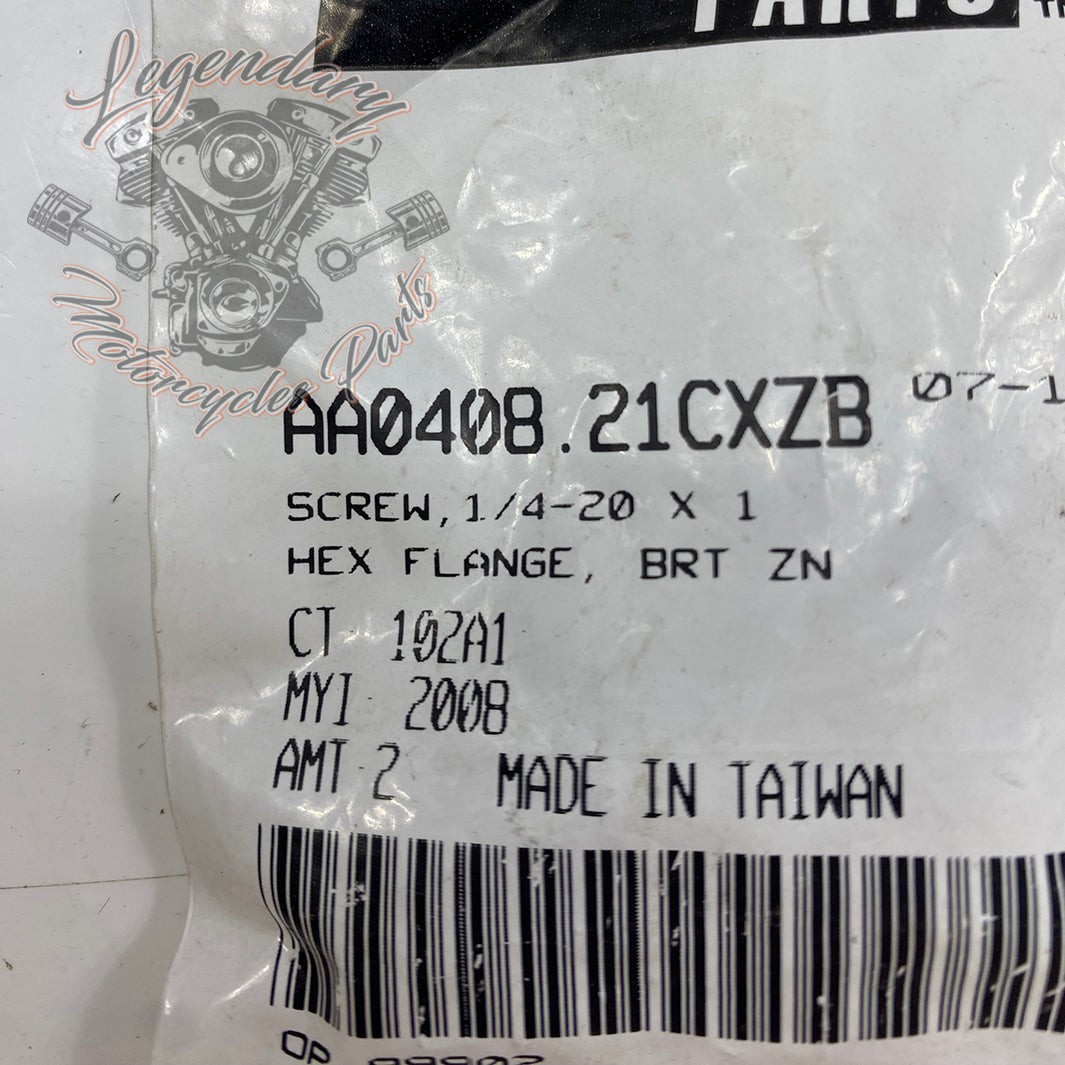 PARTS
Legendary
Motorcycles Parts
AA0408.21CXZB 07-1
SCREW, 1/4-20 X 1
HEX FLANGE, BRT ZN
CT 102A1
MYI 2008
AMT 2 MADE IN TAIWAN
OP